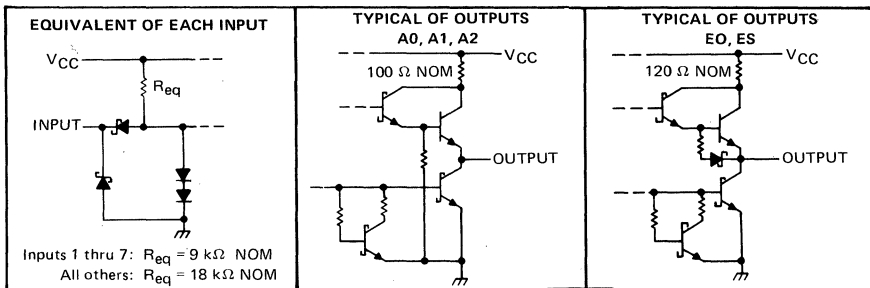 EQUIVALENT OF EACH INPUT
VCC
Req
INPUT
Inputs 1 thru 7: Req = 9 kΩ NOM
All others: Req = 18 kΩ NOM
TYPICAL OF OUTPUTS
A0, A1, A2
VCC
100 Ω NOM
OUTPUT
TYPICAL OF OUTPUTS
EO, ES
VCC
120 Ω NOM
OUTPUT